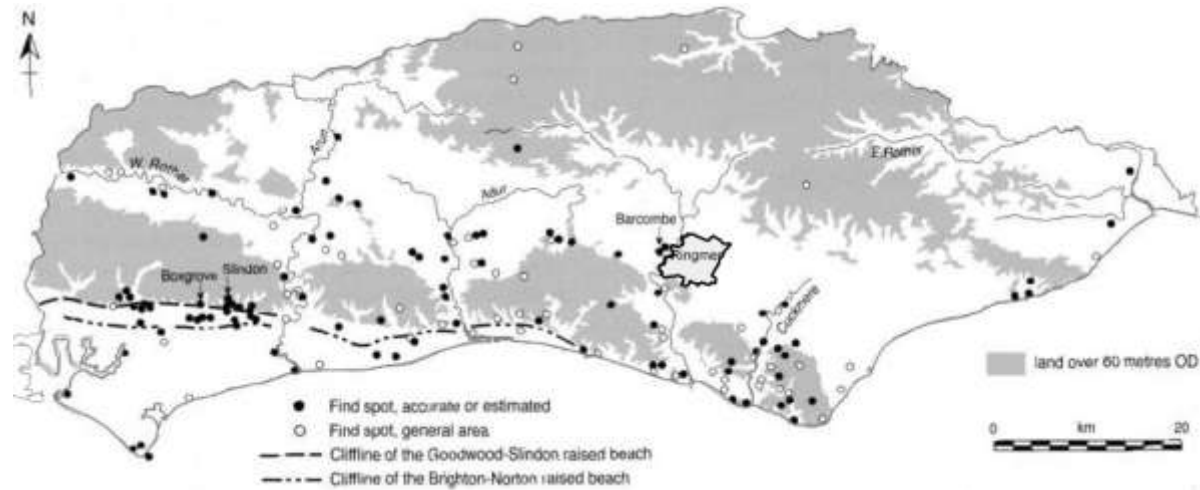 N
W. Rother
Arun
Adur
E.Rother
Barcombe
Ringmer
Boxgrove
Slindon
Cuckmere
land over 60 metres OD
Find spot, accurate or estimated
Find spot, general area
Cliffline of the Goodwood-Slindon raised beach
Cliffline of the Brighton-Norton raised beach
0 km 20